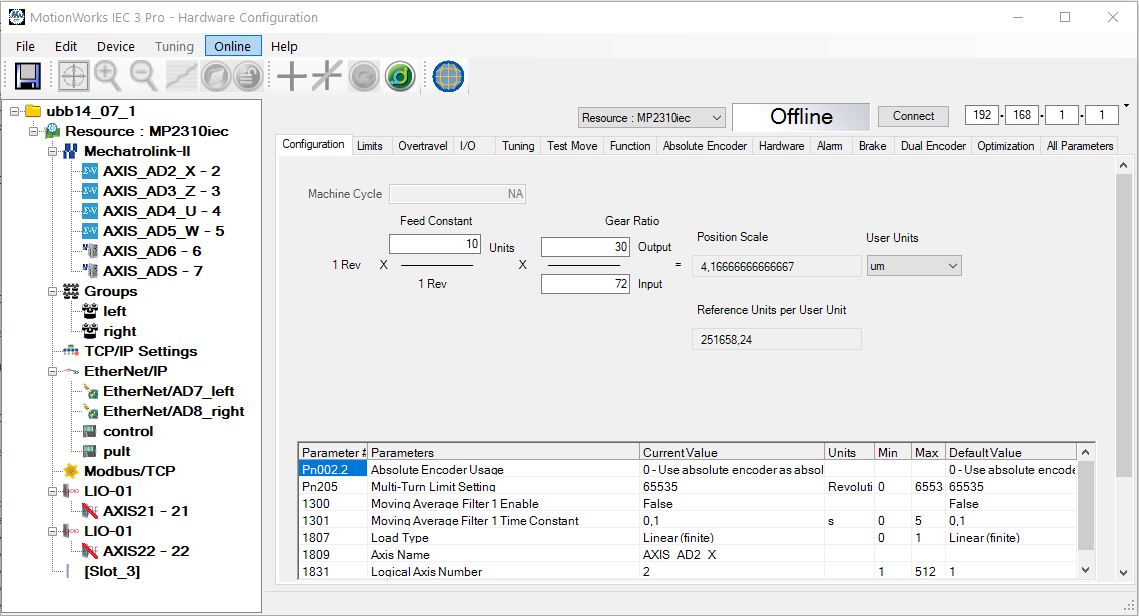 MotionWorks IEC 3 Pro - Hardware Configuration
File Edit Device Tuning Online Help
ubb14_07_1
Resource : MP2310iec
Mechatrolink-II
AXIS_AD2_X - 2
AXIS_AD3_Z - 3
AXIS_AD4_U - 4
AXIS_AD5_W - 5
AXIS_AD6 - 6
AXIS_ADS - 7
Groups
left
right
TCP/IP Settings
EtherNet/IP
EtherNet/AD7_left
EtherNet/AD8_right
control
pult
Modbus/TCP
LIO-01
AXIS21 - 21
LIO-01
AXIS22 - 22
[Slot_3]
Resource : MP2310iec Offline Connect 192 . 168 . 1 . 1
Configuration Limits Overtravel I/O Tuning Test Move Function Absolute Encoder Hardware Alarm Brake Dual Encoder Optimization All Parameters
Machine Cycle NA
Feed Constant Gear Ratio
10 Units 30 Output Position Scale User Units
1 Rev X X = 4,16666666666667 um
1 Rev 72 Input
Reference Units per User Unit
251658,24
Parameter # Parameters Current Value Units Min Max Default Value
Pn002.2 Absolute Encoder Usage 0 - Use absolute encoder as absol 0 - Use absolute encode
Pn205 Multi-Turn Limit Setting 65535 Revoluti 0 6553 65535
1300 Moving Average Filter 1 Enable False False
1301 Moving Average Filter 1 Time Constant 0,1 s 0 5 0,1
1807 Load Type Linear (finite) 0 1 Linear (finite)
1809 Axis Name AXIS_AD2_X
1831 Logical Axis Number 2 1 512 1